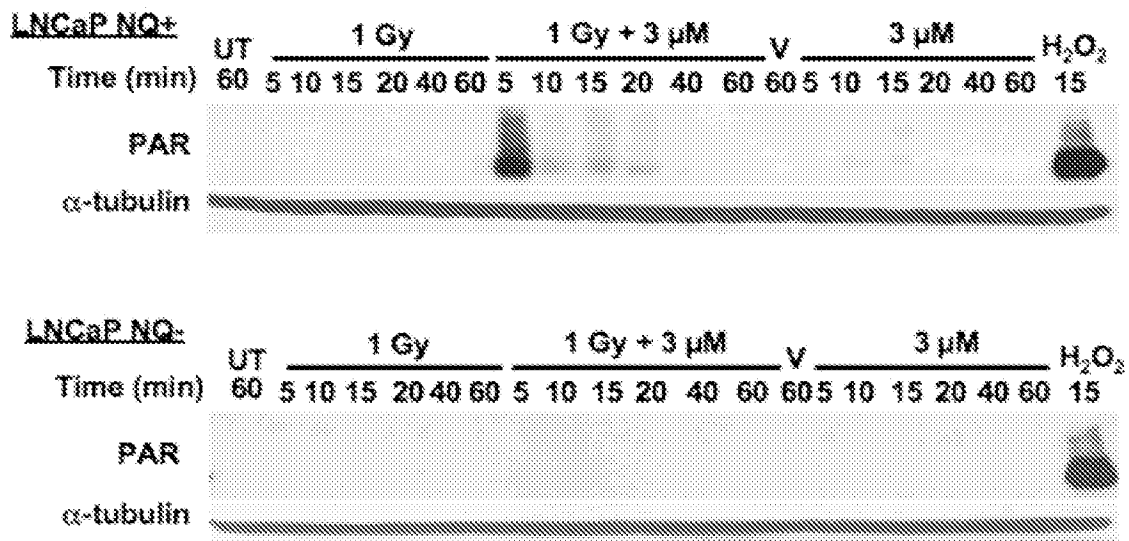 LNCaP NQ+
UT 1 Gy 1 Gy + 3 µM V 3 µM H₂O₂
Time (min) 60 5 10 15 20 40 60 5 10 15 20 40 60 60 5 10 15 20 40 60 15
PAR
α-tubulin
LNCaP NQ-
UT 1 Gy 1 Gy + 3 µM V 3 µM H₂O₂
Time (min) 60 5 10 15 20 40 60 5 10 15 20 40 60 60 5 10 15 20 40 60 15
PAR
α-tubulin